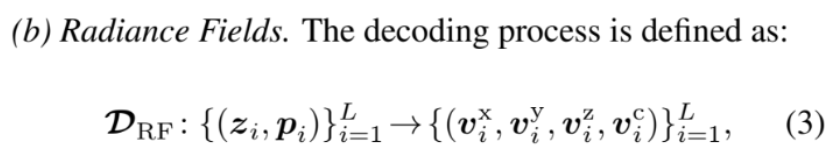 (b) Radiance Fields. The decoding process is defined as:
𝓓_RF : {(z_i, p_i)}_{i=1}^L → {(v_i^x, v_i^y, v_i^z, v_i^c)}_{i=1}^L, (3)